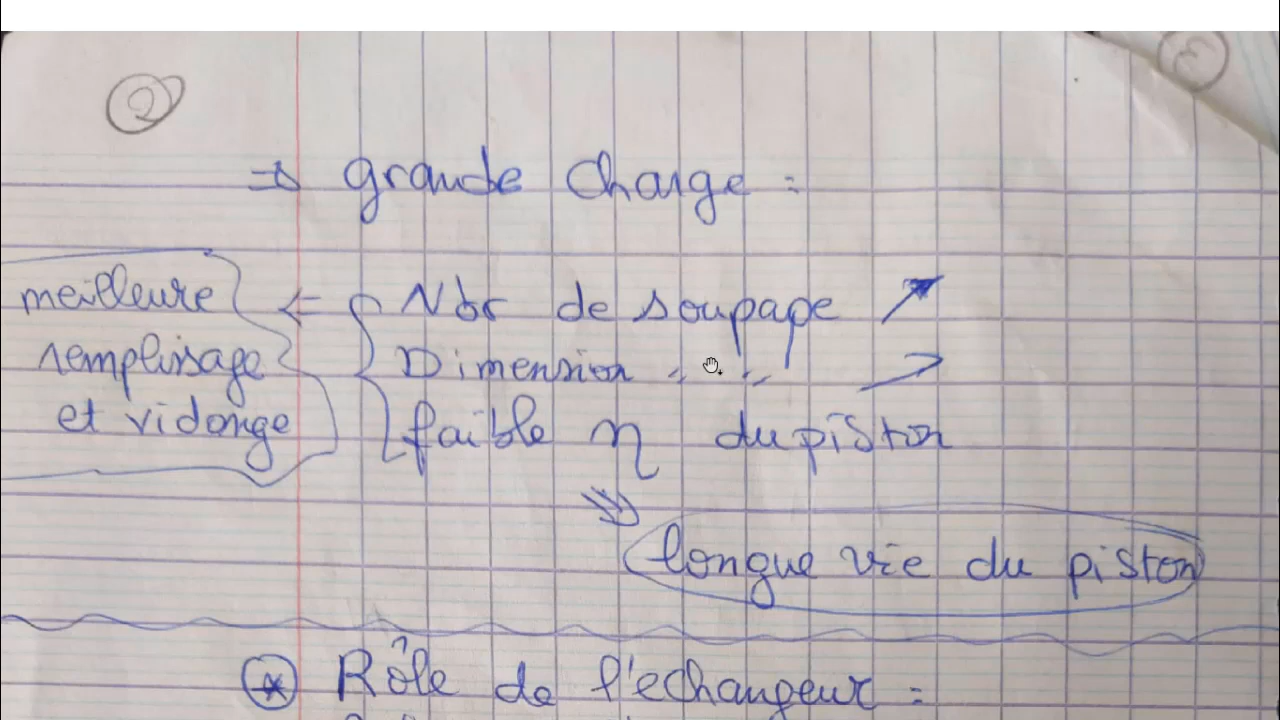 2
⇒ grande charge :
meilleure ← Nbr de soupape ↗
remplissage Dimension " " ↗
et vidange faible η du piston
⇒ longue vie du piston
* Rôle de l'echangeur :